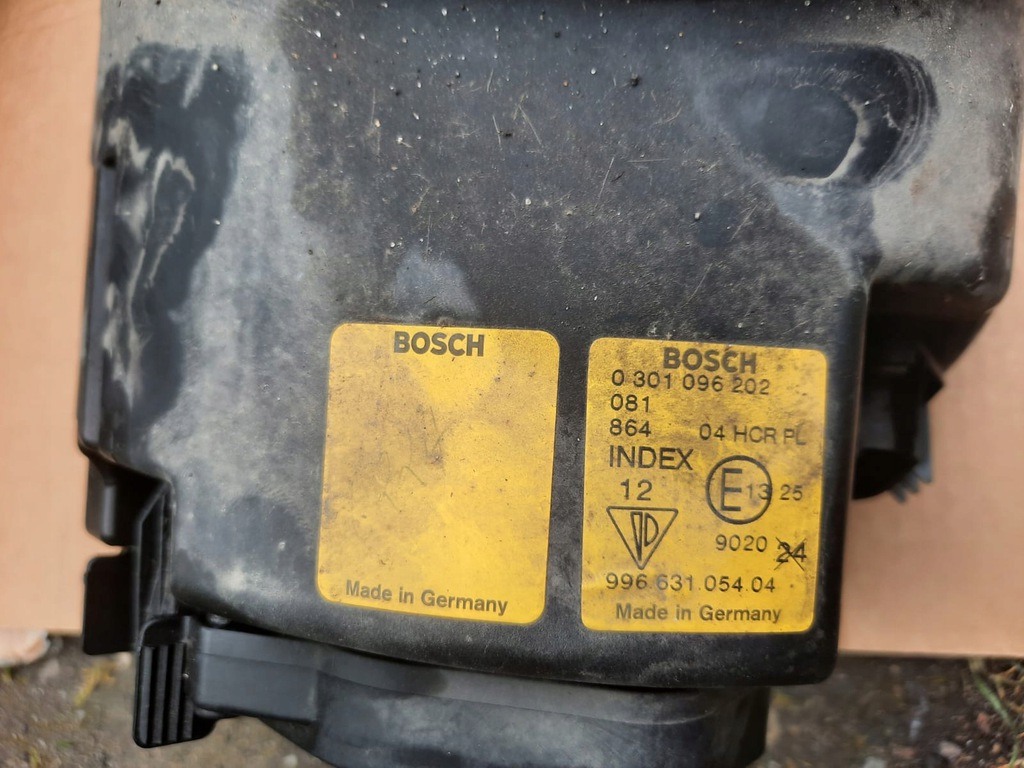 BOSCH
Made in Germany
BOSCH
0 301 096 202
081
864 04 HCR PL
INDEX
12 E13 25
9020 24
996.631.054.04
Made in Germany